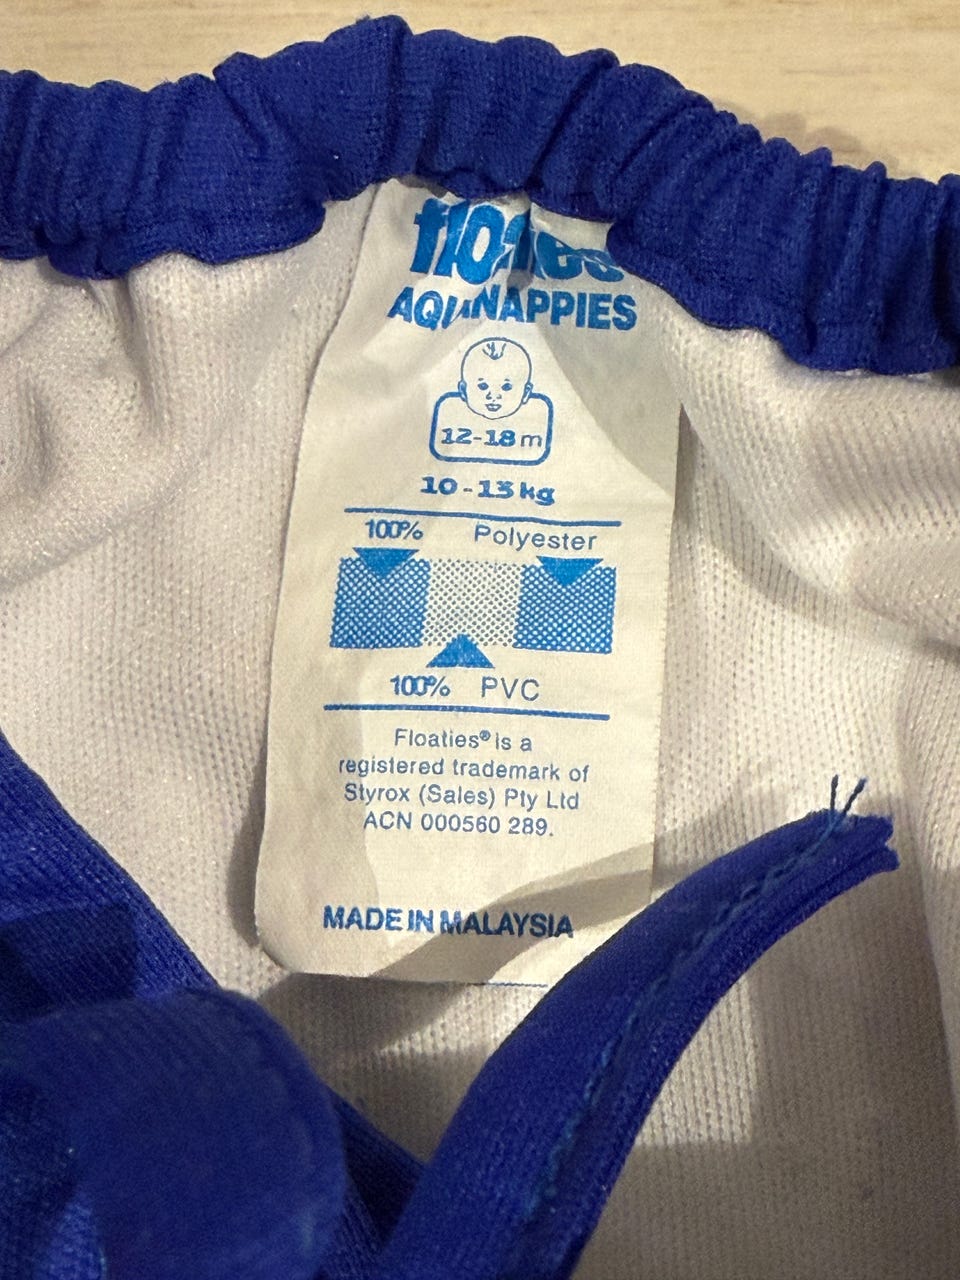 floaties
AQUANAPPIES
12-18m
10-13kg
100% Polyester
100% PVC
Floaties® is a
registered trademark of
Styrox (Sales) Pty Ltd
ACN 000560 289.
MADE IN MALAYSIA